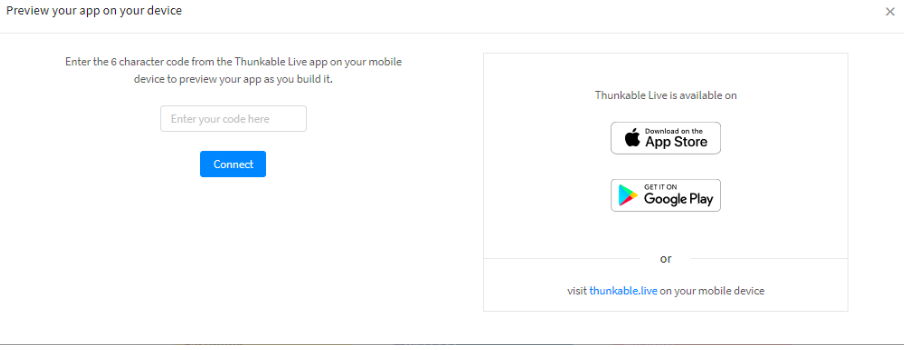 Preview your app on your device
Enter the 6 character code from the Thunkable Live app on your mobile
device to preview your app as you build it.
Enter your code here
Connect
Thunkable Live is available on
Download on the
App Store
GET IT ON
Google Play
or
visit thunkable.live on your mobile device